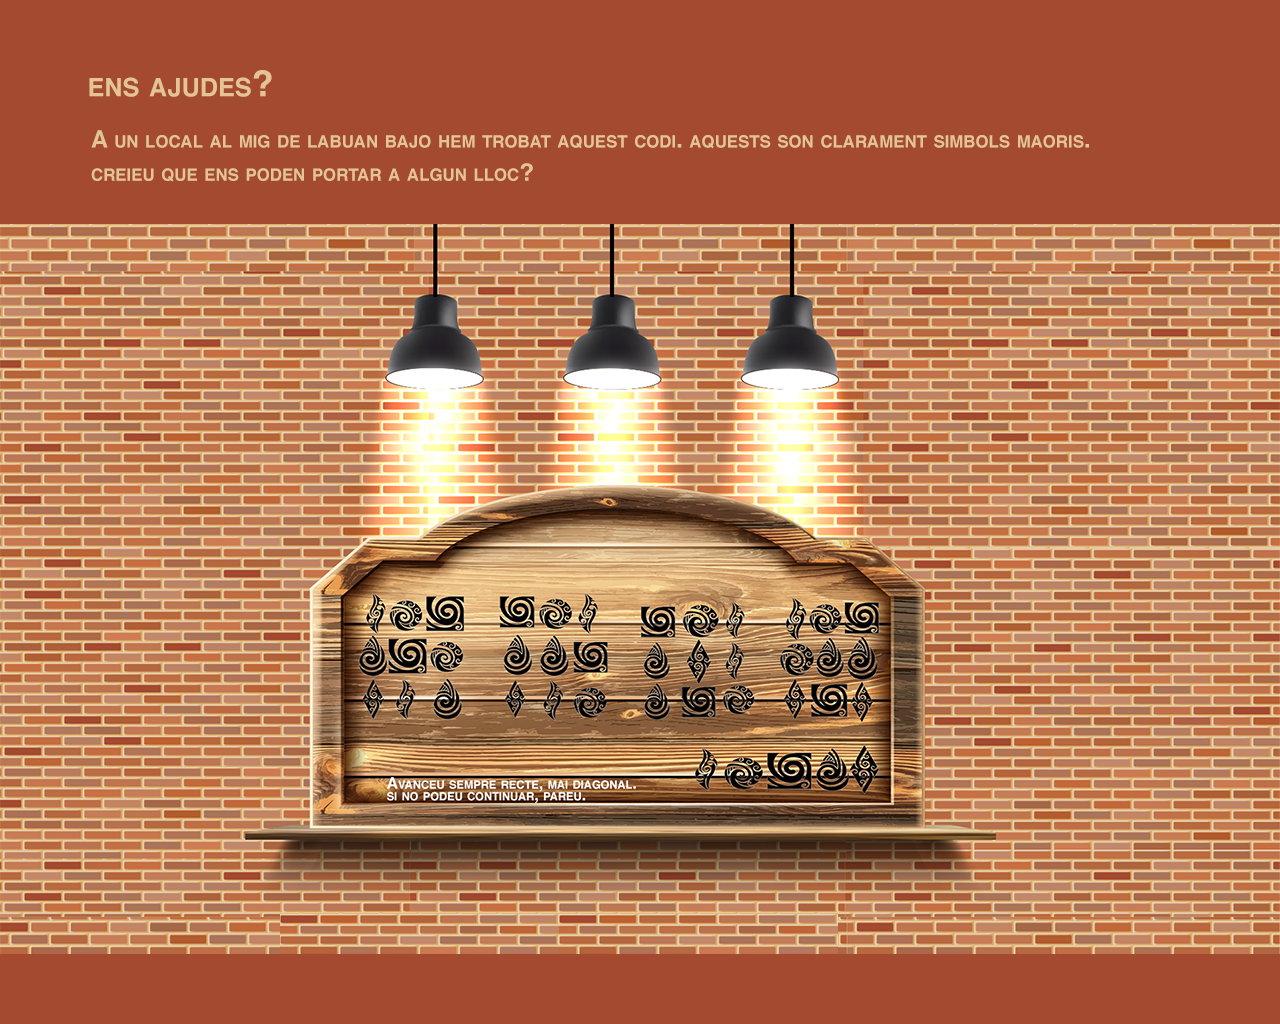 ENS AJUDES?
A UN LOCAL AL MIG DE LABUAN BAJO HEM TROBAT AQUEST CODI. AQUESTS SON CLARAMENT SIMBOLS MAORIS.
CREIEU QUE ENS PODEN PORTAR A ALGUN LLOC?
AVANCEU SEMPRE RECTE, MAI DIAGONAL.
SI NO PODEU CONTINUAR, PAREU.